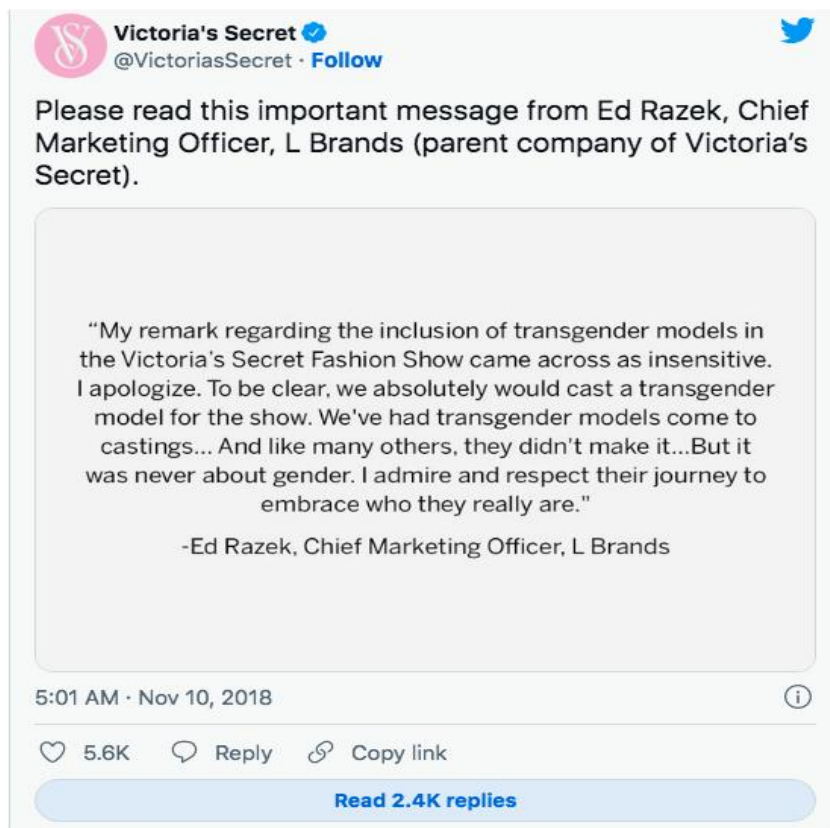 Victoria's Secret
@VictoriasSecret · Follow
Please read this important message from Ed Razek, Chief
Marketing Officer, L Brands (parent company of Victoria’s
Secret).
“My remark regarding the inclusion of transgender models in
the Victoria’s Secret Fashion Show came across as insensitive.
I apologize. To be clear, we absolutely would cast a transgender
model for the show. We've had transgender models come to
castings... And like many others, they didn't make it...But it
was never about gender. I admire and respect their journey to
embrace who they really are."
-Ed Razek, Chief Marketing Officer, L Brands
5:01 AM · Nov 10, 2018
5.6K Reply Copy link
Read 2.4K replies